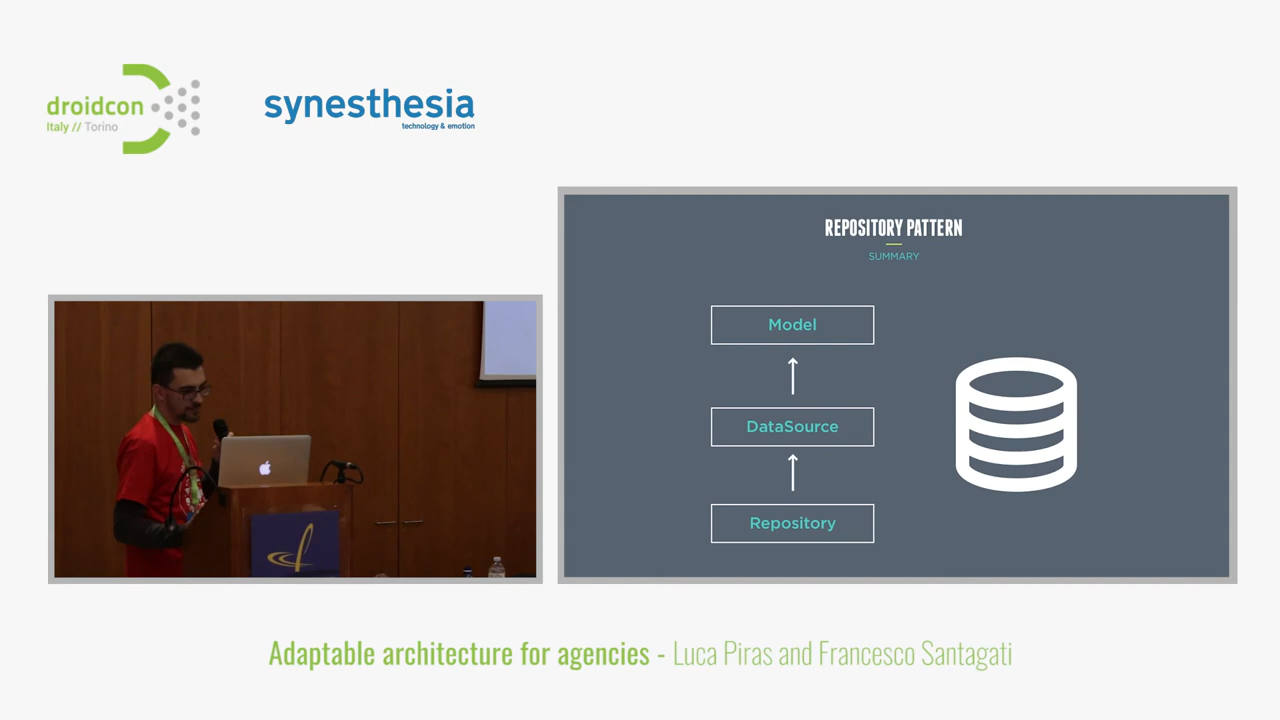 droidcon
Italy // Torino
synesthesia
technology & emotion
REPOSITORY PATTERN
SUMMARY
Model
DataSource
Repository
Adaptable architecture for agencies - Luca Piras and Francesco Santagati